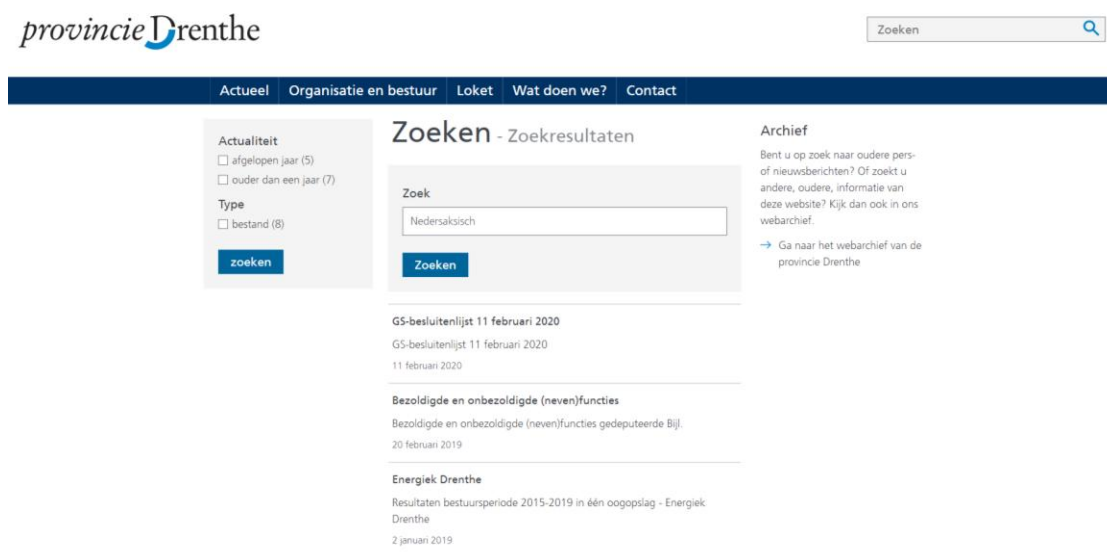 provincie Drenthe
Zoeken
Actueel Organisatie en bestuur Loket Wat doen we? Contact
Actualiteit
afgelopen jaar (5)
ouder dan een jaar (7)
Type
bestand (8)
zoeken
Zoeken - Zoekresultaten
Zoek
Nedersaksisch
Zoeken
GS-besluitenlijst 11 februari 2020
GS-besluitenlijst 11 februari 2020
11 februari 2020
Bezoldigde en onbezoldigde (neven)functies
Bezoldigde en onbezoldigde (neven)functies gedeputeerde Bijl.
20 februari 2019
Energiek Drenthe
Resultaten bestuursperiode 2015-2019 in één oogopslag - Energiek
Drenthe
2 januari 2019
Archief
Bent u op zoek naar oudere pers-
of nieuwsberichten? Of zoekt u
andere, oudere, informatie van
deze website? Kijk dan ook in ons
webarchief.
Ga naar het webarchief van de
provincie Drenthe